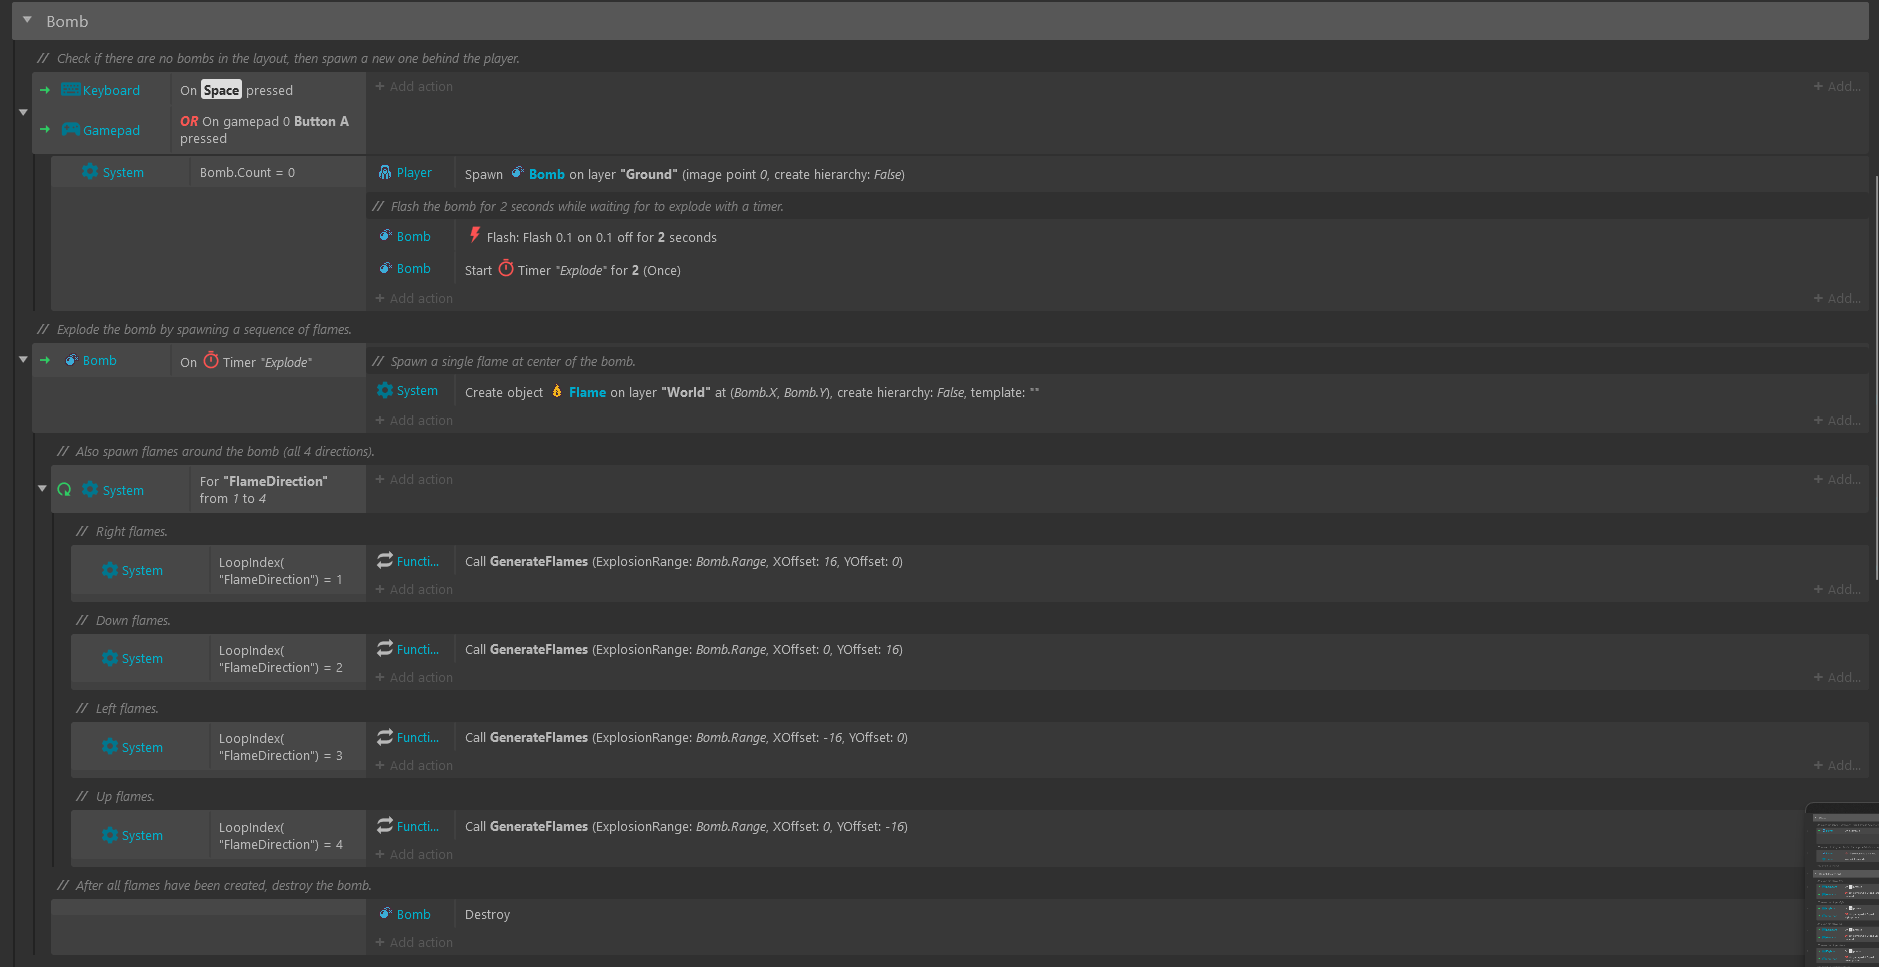 Bomb
// Check if there are no bombs in the layout, then spawn a new one behind the player.
Keyboard On Space pressed + Add action + Add...
Gamepad OR On gamepad 0 Button A
pressed
System Bomb.Count = 0 Player Spawn Bomb on layer "Ground" (image point 0, create hierarchy: False)
// Flash the bomb for 2 seconds while waiting for to explode with a timer.
Bomb Flash: Flash 0.1 on 0.1 off for 2 seconds
Bomb Start Timer "Explode" for 2 (Once)
+ Add action + Add...
// Explode the bomb by spawning a sequence of flames.
Bomb On Timer "Explode" // Spawn a single flame at center of the bomb.
System Create object Flame on layer "World" at (Bomb.X, Bomb.Y), create hierarchy: False, template: ""
+ Add action + Add...
// Also spawn flames around the bomb (all 4 directions).
System For "FlameDirection" + Add action + Add...
from 1 to 4
// Right flames.
System LoopIndex( Functi... Call GenerateFlames (ExplosionRange: Bomb.Range, XOffset: 16, YOffset: 0)
"FlameDirection") = 1 + Add action + Add...
// Down flames.
System LoopIndex( Functi... Call GenerateFlames (ExplosionRange: Bomb.Range, XOffset: 0, YOffset: 16)
"FlameDirection") = 2 + Add action + Add...
// Left flames.
System LoopIndex( Functi... Call GenerateFlames (ExplosionRange: Bomb.Range, XOffset: -16, YOffset: 0)
"FlameDirection") = 3 + Add action + Add...
// Up flames.
System LoopIndex( Functi... Call GenerateFlames (ExplosionRange: Bomb.Range, XOffset: 0, YOffset: -16)
"FlameDirection") = 4 + Add action
// After all flames have been created, destroy the bomb.
Bomb Destroy
+ Add action